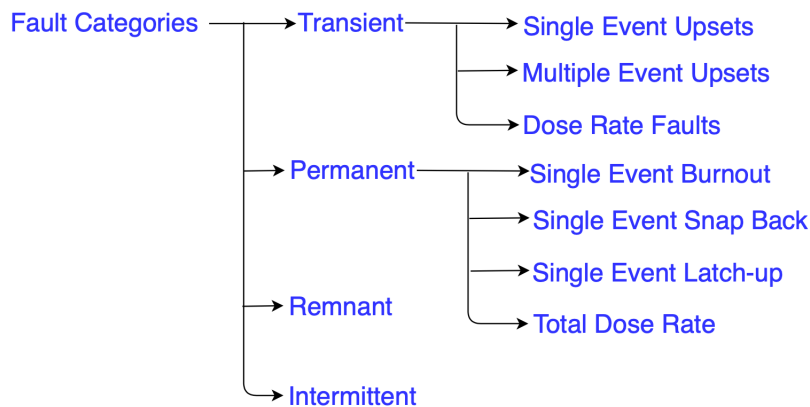 Fault Categories
Transient
Single Event Upsets
Multiple Event Upsets
Dose Rate Faults
Permanent
Single Event Burnout
Single Event Snap Back
Single Event Latch-up
Total Dose Rate
Remnant
Intermittent